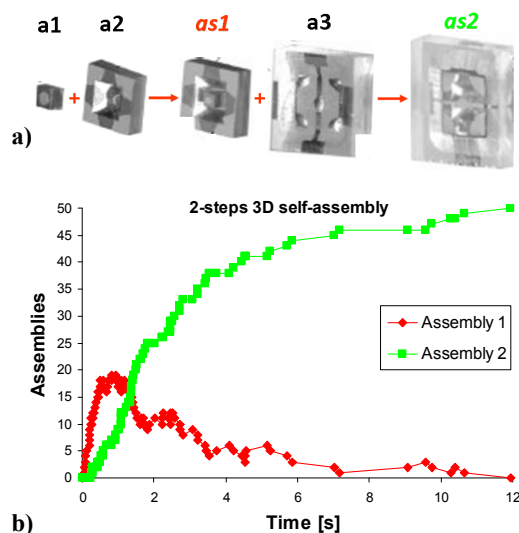 a1 a2 as1 a3 as2
+ → + →
a)
2-steps 3D self-assembly
Assemblies
50
45
40
35
30
25
20
15
10
5
0
Assembly 1
Assembly 2
0 2 4 6 8 10 12
Time [s]
b)